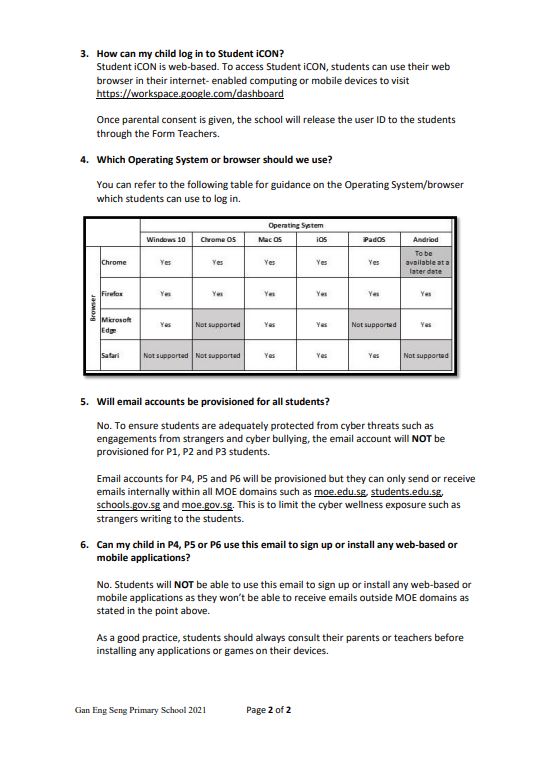 3. How can my child log in to Student iCON?
Student iCON is web-based. To access Student iCON, students can use their web
browser in their internet- enabled computing or mobile devices to visit
https://workspace.google.com/dashboard
Once parental consent is given, the school will release the user ID to the students
through the Form Teachers.
4. Which Operating System or browser should we use?
You can refer to the following table for guidance on the Operating System/browser
which students can use to log in.
Operating System
Windows 10 Chrome OS Mac OS iOS iPadOS Andriod
Browser
Chrome Yes Yes Yes Yes Yes To be
available at a
later date
Firefox Yes Yes Yes Yes Yes Yes
Microsoft
Edge Yes Not supported Yes Yes Not supported Yes
Safari Not supported Not supported Yes Yes Yes Not supported
5. Will email accounts be provisioned for all students?
No. To ensure students are adequately protected from cyber threats such as
engagements from strangers and cyber bullying, the email account will NOT be
provisioned for P1, P2 and P3 students.
Email accounts for P4, P5 and P6 will be provisioned but they can only send or receive
emails internally within all MOE domains such as moe.edu.sg, students.edu.sg,
schools.gov.sg and moe.gov.sg. This is to limit the cyber wellness exposure such as
strangers writing to the students.
6. Can my child in P4, P5 or P6 use this email to sign up or install any web-based or
mobile applications?
No. Students will NOT be able to use this email to sign up or install any web-based or
mobile applications as they won't be able to receive emails outside MOE domains as
stated in the point above.
As a good practice, students should always consult their parents or teachers before
installing any applications or games on their devices.
Gan Eng Seng Primary School 2021 Page 2 of 2